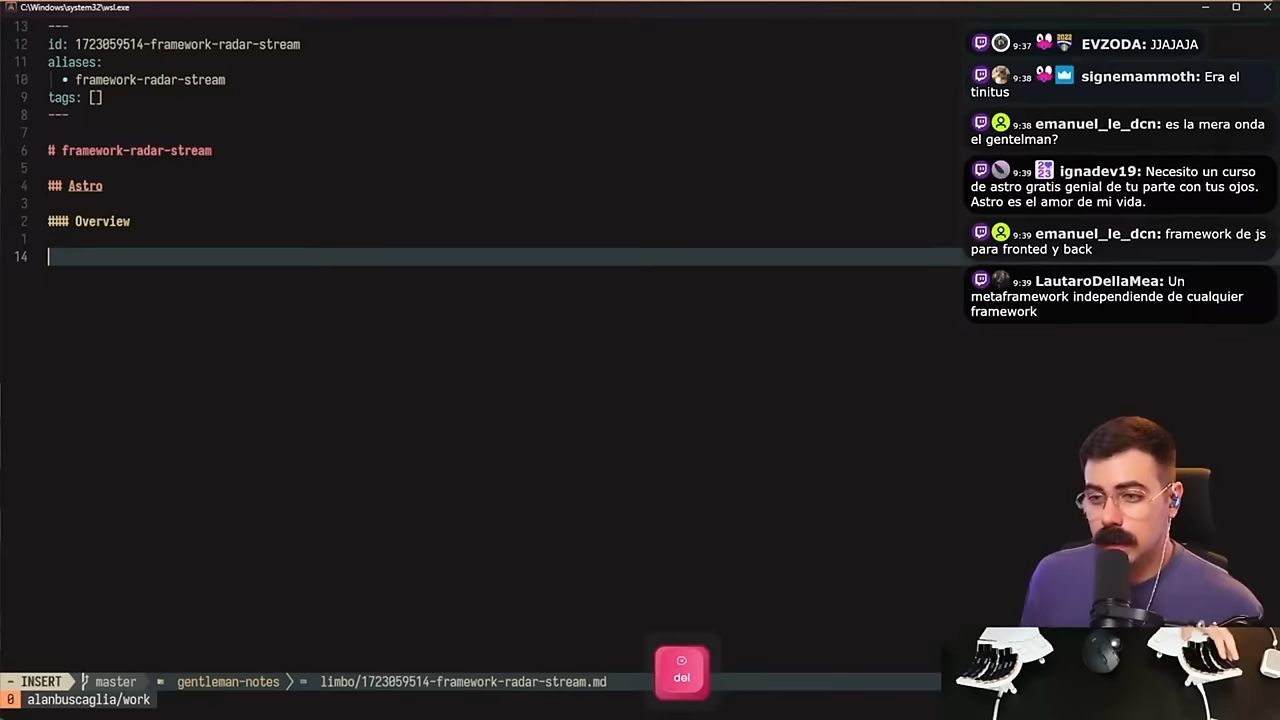 C:\Windows\system32\wsl.exe
13 ---
12 id: 1723059514-framework-radar-stream
11 aliases:
10 • framework-radar-stream
9 tags: []
8 ---
7
6 # framework-radar-stream
5
4 ## Astro
3
2 #### Overview
1
14
- INSERT master gentleman-notes limbo/1723059514-framework-radar-stream.md
0 alanbuscaglia/work
del
9:37 EVZODA: JJAJAJA
9:38 signemammoth: Era el
tinitus
9:38 emanuel_le_dcn: es la mera onda
el gentelman?
9:39 ignadev19: Necesito un curso
de astro gratis genial de tu parte con tus ojos.
Astro es el amor de mi vida.
9:39 emanuel_le_dcn: framework de js
para fronted y back
9:39 LautaroDellaMea: Un
metaframework independiende de cualquier
framework